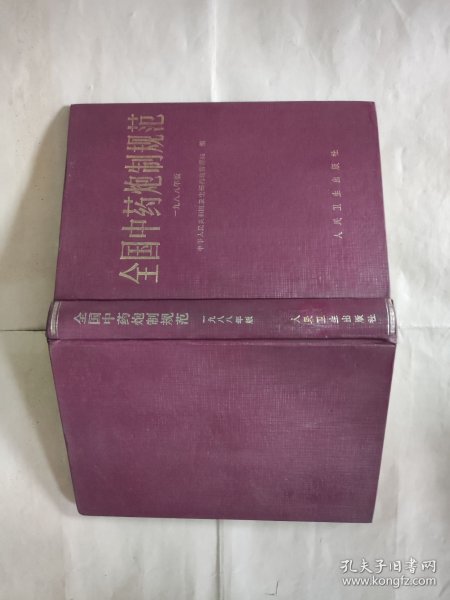 全国中药炮制规范
一九八八年版
中华人民共和国卫生部药政管理局 编
人民卫生出版社
全国中药炮制规范 一九八八年版 人民卫生出版社
孔夫子旧书网
www.kongfz.com